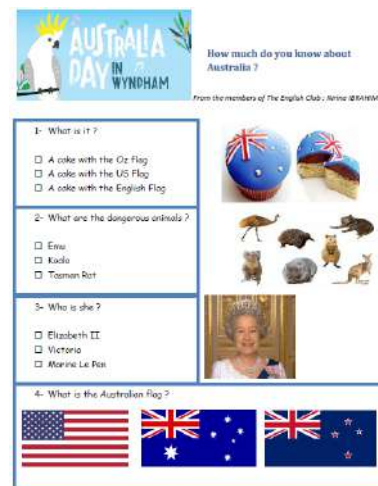 AUSTRALIA
DAY IN
WYNDHAM
How much do you know about
Australia ?
From the members of The English Club ; Nirina IBRAHIM
1- What is it ?
☐ A cake with the Oz flag
☐ A cake with the US Flag
☐ A cake with the English Flag
2- What are the dangerous animals ?
☐ Emu
☐ Koala
☐ Tasman Rat
3- Who is she ?
☐ Elizabeth II
☐ Victoria
☐ Marine Le Pen
4- What is the Australian flag ?